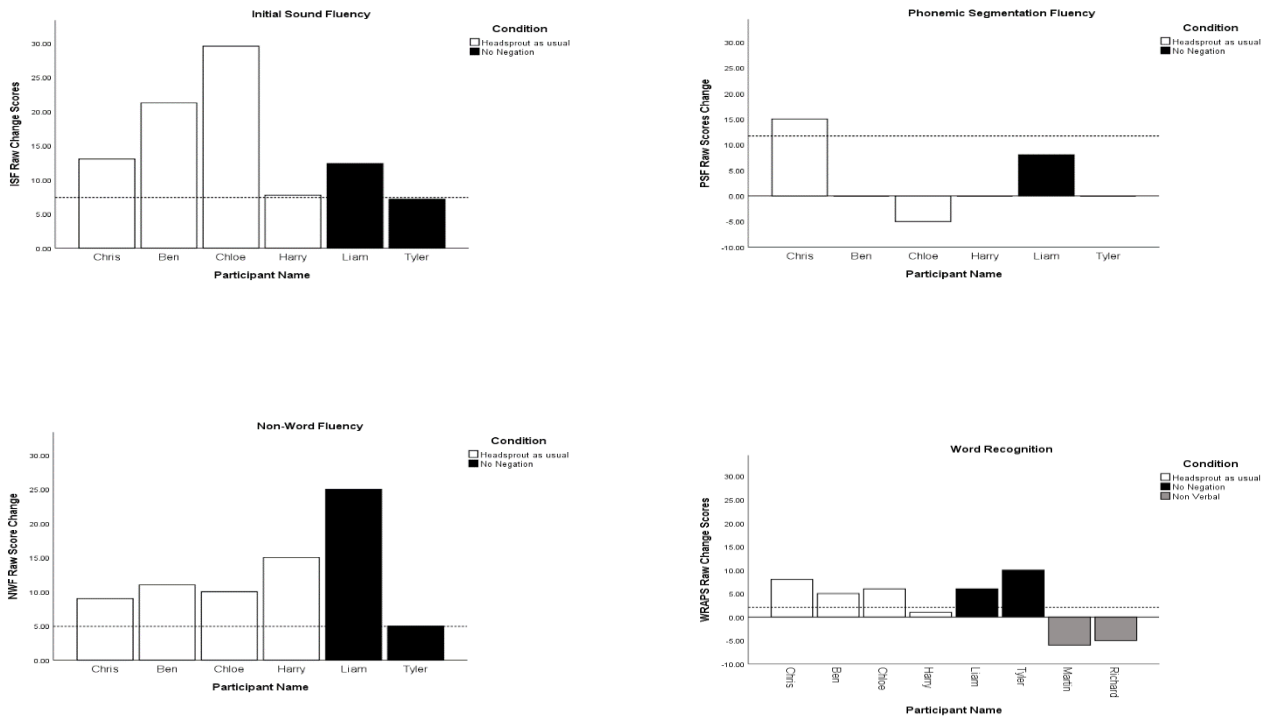 Initial Sound Fluency
Condition
Headsprout as usual
No Negation
ISF Raw Change Scores
30.00
25.00
20.00
15.00
10.00
5.00
0.00
Chris Ben Chloe Harry Liam Tyler
Participant Name
Phonemic Segmentation Fluency
Condition
Headsprout as usual
No Negation
PSF Raw Scores Change
30.00
25.00
20.00
15.00
10.00
5.00
0.00
-5.00
-10.00
Chris Ben Chloe Harry Liam Tyler
Participant Name
Non-Word Fluency
Condition
Headsprout as usual
No Negation
NWF Raw Score Change
30.00
25.00
20.00
15.00
10.00
5.00
0.00
Chris Ben Chloe Harry Liam Tyler
Participant Name
Word Recognition
Condition
Headsprout as usual
No Negation
Non Verbal
WRAPS Raw Change Scores
30.00
25.00
20.00
15.00
10.00
5.00
0.00
-5.00
-10.00
Chris Ben Chloe Harry Liam Tyler Martin Richard
Participant Name